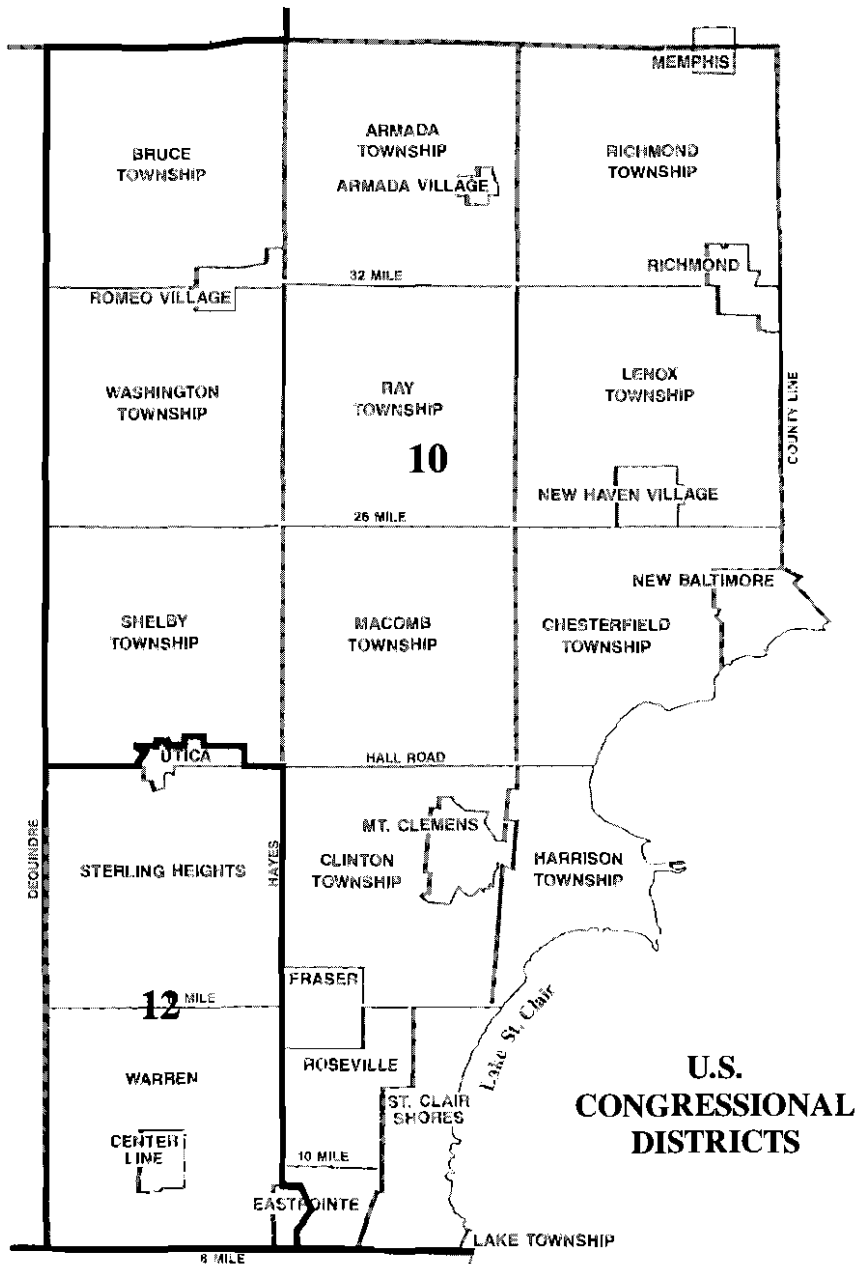 MEMPHIS
ARMADA
TOWNSHIP
BRUCE
TOWNSHIP
RICHMOND
TOWNSHIP
ARMADA VILLAGE
RICHMOND
32 MILE
ROMEO VILLAGE
WASHINGTON
TOWNSHIP
RAY
TOWNSHIP
LENOX
TOWNSHIP
COUNTY LINE
10
NEW HAVEN VILLAGE
26 MILE
NEW BALTIMORE
SHELBY
TOWNSHIP
MACOMB
TOWNSHIP
CHESTERFIELD
TOWNSHIP
UTICA
HALL ROAD
MT. CLEMENS
DEQUINDRE
STERLING HEIGHTS
HAYES
CLINTON
TOWNSHIP
HARRISON
TOWNSHIP
FRASER
12
MILE
Lake St. Clair
ROSEVILLE
WARREN
ST. CLAIR
SHORES
U.S.
CONGRESSIONAL
DISTRICTS
CENTER
LINE
10 MILE
EASTPOINTE
LAKE TOWNSHIP
8 MILE